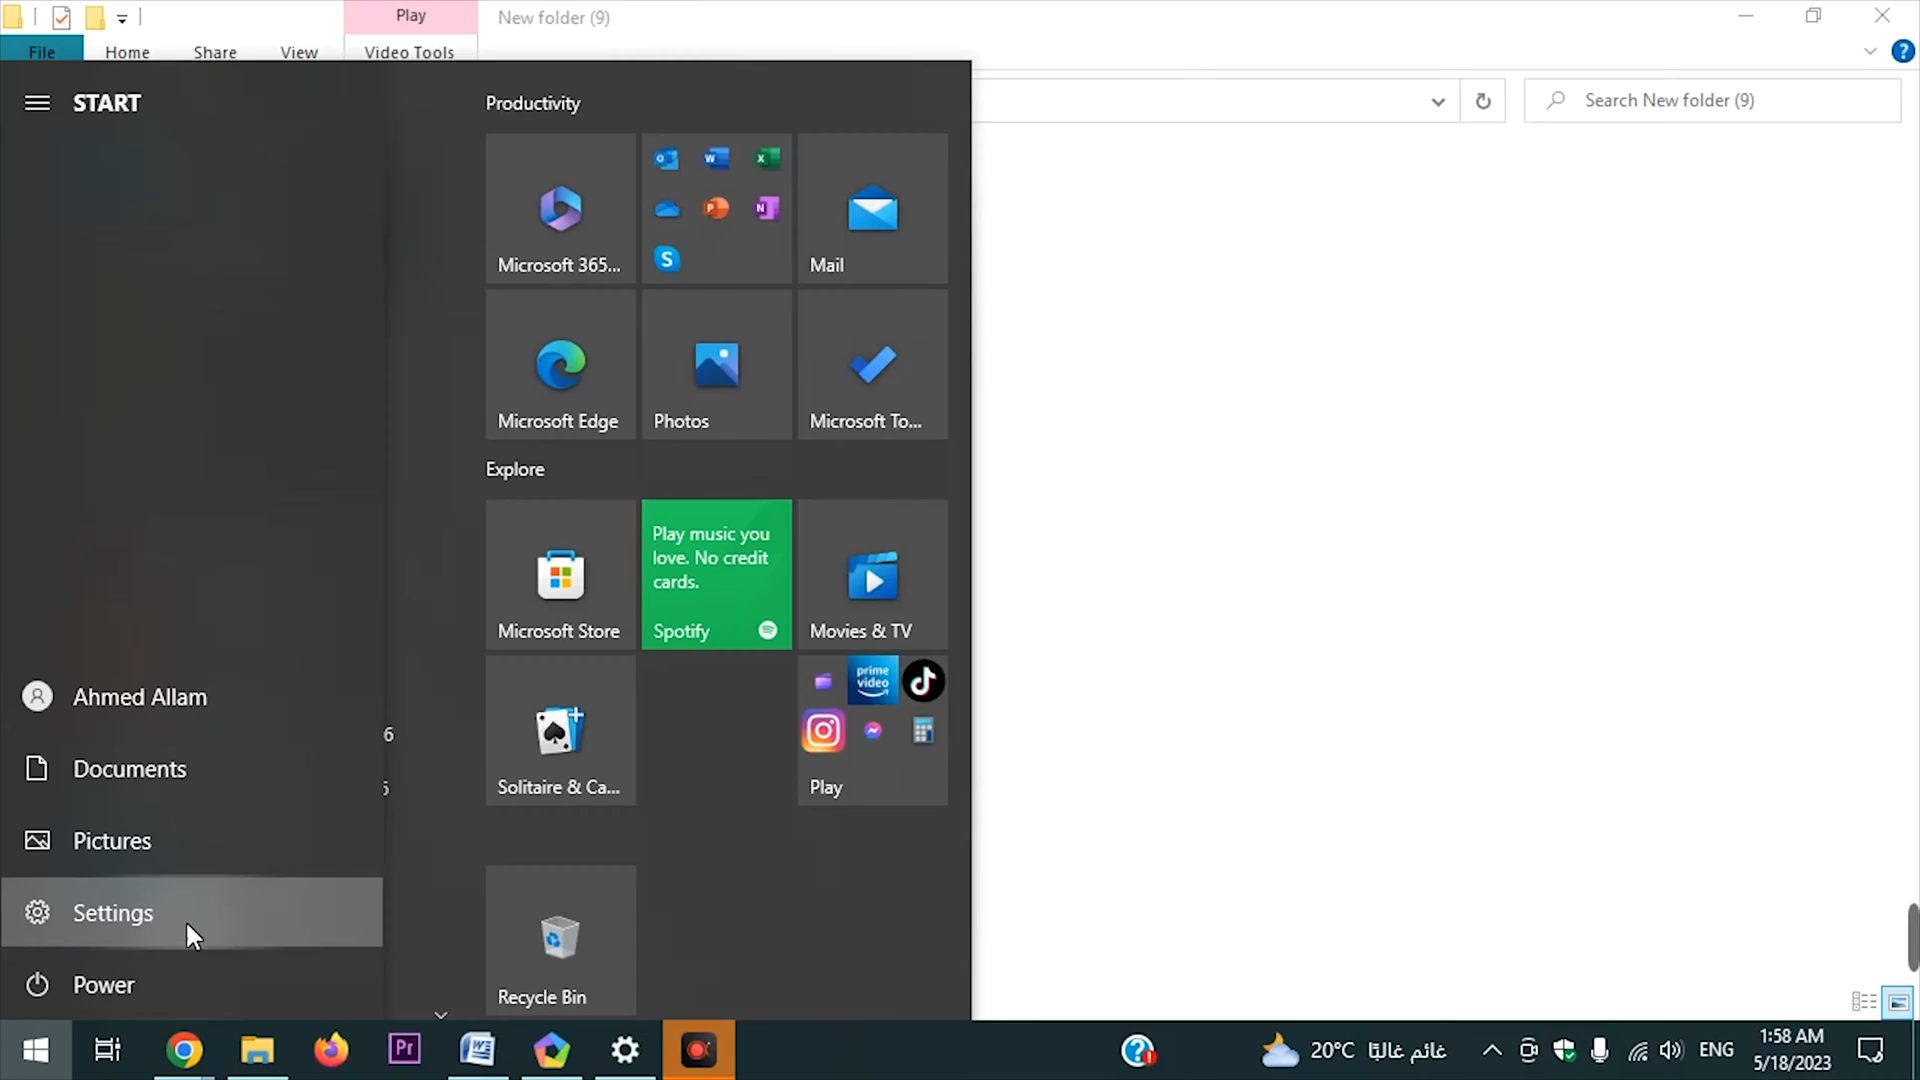 Play
New folder (9)
File
Home
Share
View
Video Tools
Search New folder (9)
START
Productivity
Microsoft 365...
Mail
Microsoft Edge
Photos
Microsoft To...
Explore
Microsoft Store
Play music you
love. No credit
cards.
Spotify
Movies & TV
prime
video
Solitaire & Ca...
Play
Ahmed Allam
6
Documents
Pictures
Settings
Recycle Bin
Power
Pr
20°C
غائم غالبًا
ENG
1:58 AM
5/18/2023